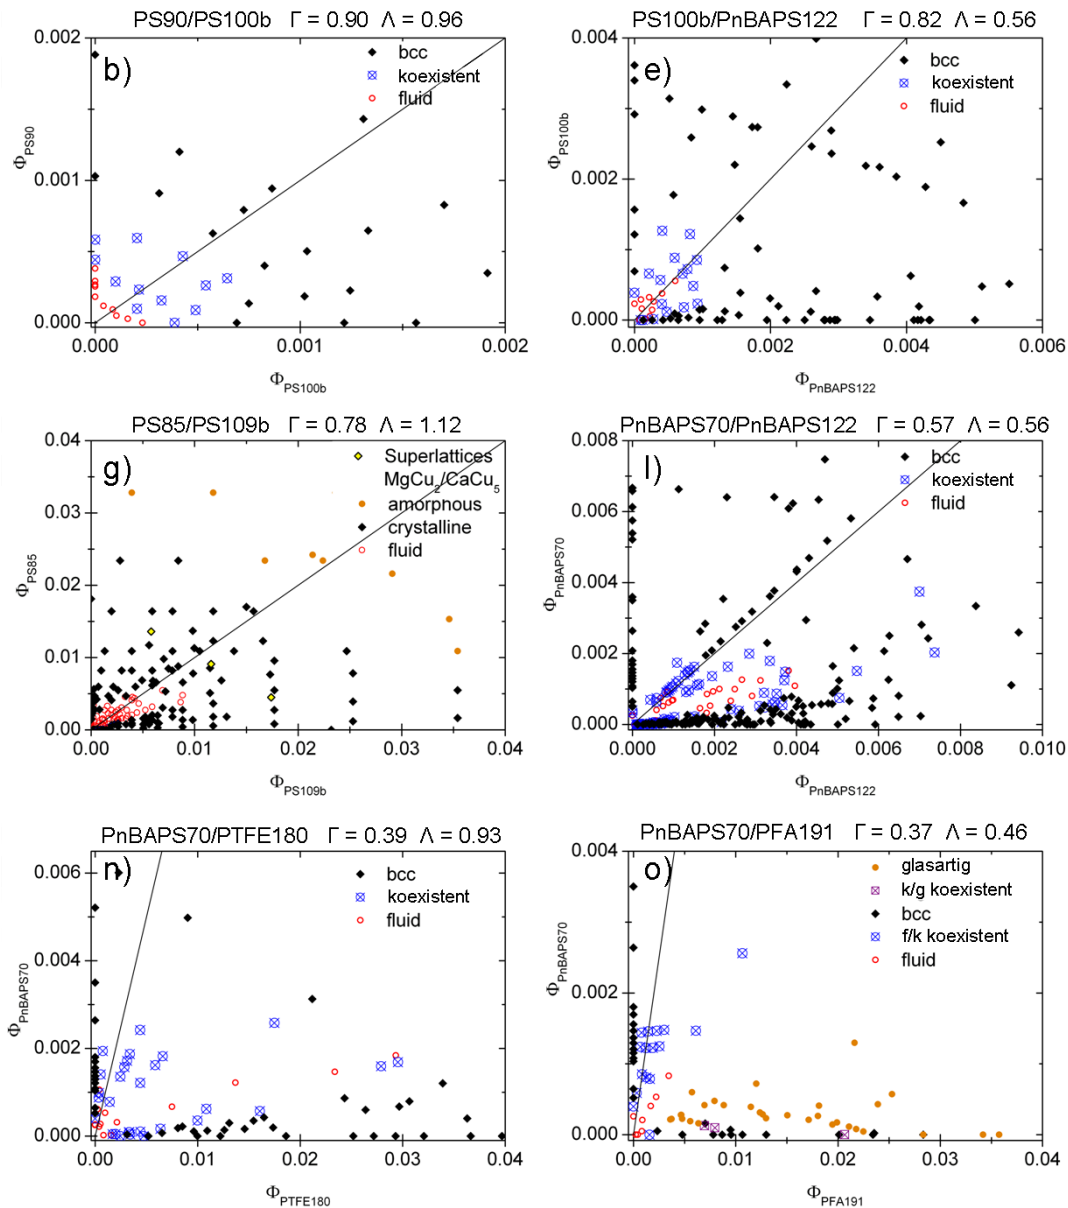 PS90/PS100b Γ = 0.90 Λ = 0.96
b)
bcc
koexistent
fluid
0.002
0.001
0.000
Φ_PS90
0.000 0.001 0.002
Φ_PS100b
PS100b/PnBAPS122 Γ = 0.82 Λ = 0.56
e)
bcc
koexistent
fluid
0.004
0.002
0.000
Φ_PS100b
0.000 0.002 0.004 0.006
Φ_PnBAPS122
PS85/PS109b Γ = 0.78 Λ = 1.12
g)
Superlattices
MgCu₂/CaCu₅
amorphous
crystalline
fluid
0.04
0.03
0.02
0.01
0.00
Φ_PS85
0.00 0.01 0.02 0.03 0.04
Φ_PS109b
PnBAPS70/PnBAPS122 Γ = 0.57 Λ = 0.56
l)
bcc
koexistent
fluid
0.008
0.006
0.004
0.002
0.000
Φ_PnBAPS70
0.000 0.002 0.004 0.006 0.008 0.010
Φ_PnBAPS122
PnBAPS70/PTFE180 Γ = 0.39 Λ = 0.93
n)
bcc
koexistent
fluid
0.006
0.004
0.002
0.000
Φ_PnBAPS70
0.00 0.01 0.02 0.03 0.04
Φ_PTFE180
PnBAPS70/PFA191 Γ = 0.37 Λ = 0.46
o)
glasartig
k/g koexistent
bcc
f/k koexistent
fluid
0.004
0.002
0.000
Φ_PnBAPS70
0.00 0.01 0.02 0.03 0.04
Φ_PFA191